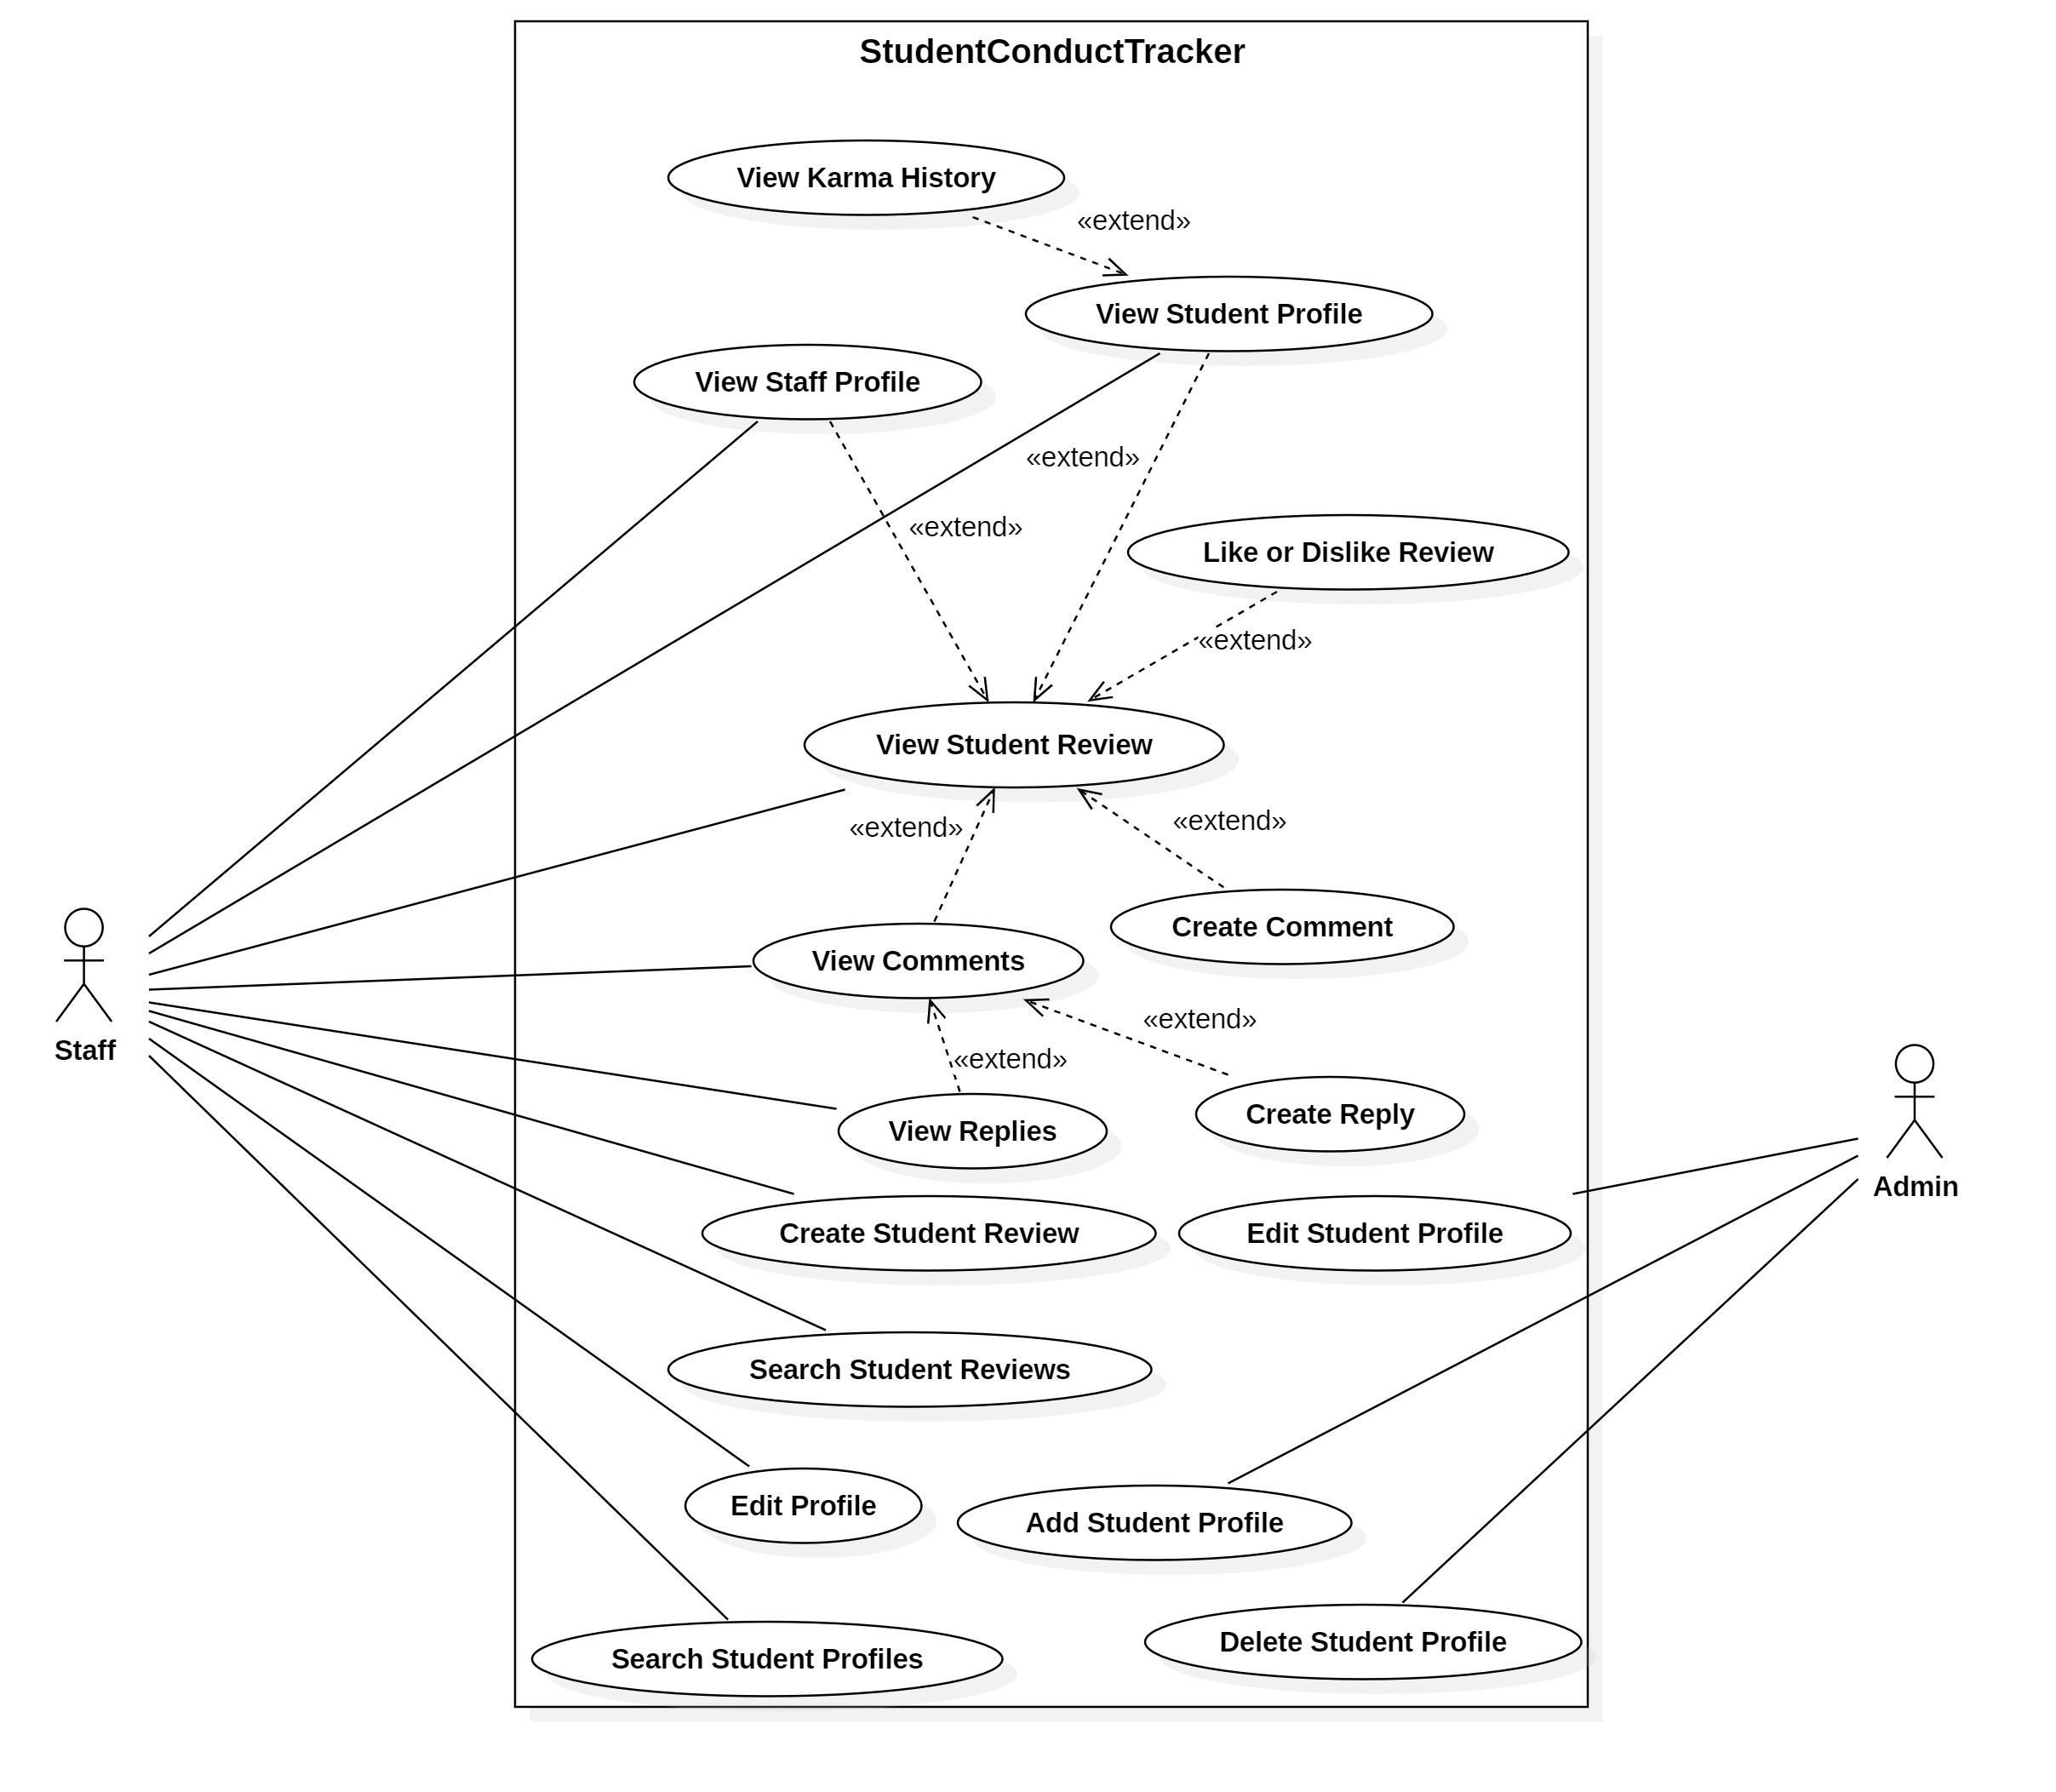 StudentConductTracker
View Karma History
«extend»
View Student Profile
View Staff Profile
«extend»
«extend»
Like or Dislike Review
«extend»
View Student Review
«extend»
«extend»
Create Comment
View Comments
«extend»
Staff
«extend»
Create Reply
View Replies
Admin
Create Student Review
Edit Student Profile
Search Student Reviews
Edit Profile
Add Student Profile
Delete Student Profile
Search Student Profiles